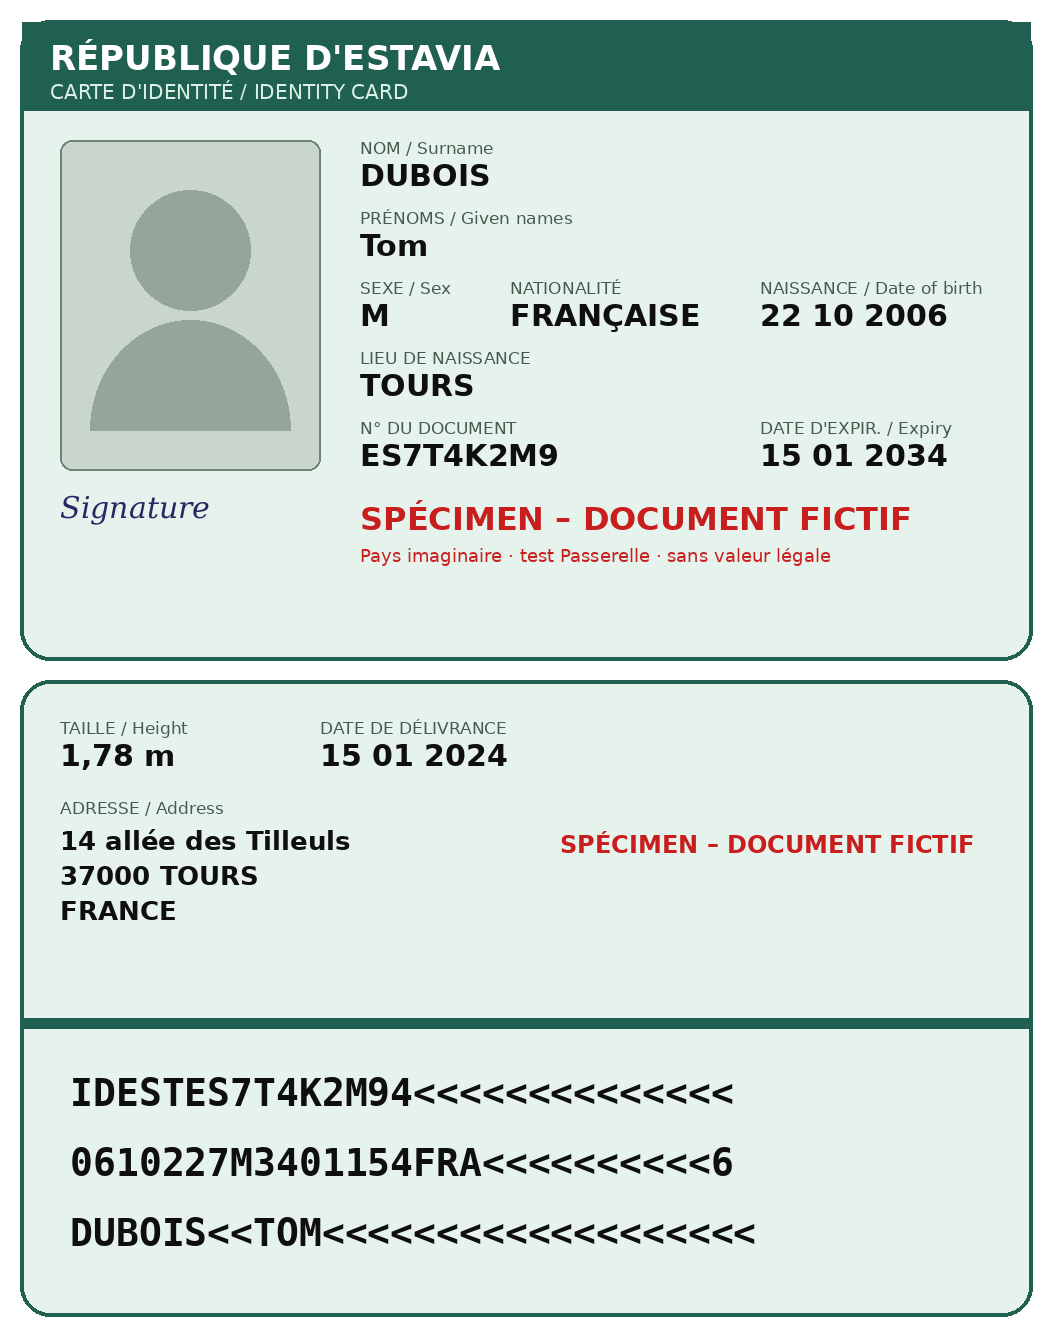 RÉPUBLIQUE D'ESTAVIA
CARTE D'IDENTITÉ / IDENTITY CARD
NOM / Surname
DUBOIS
PRÉNOMS / Given names
Tom
SEXE / Sex NATIONALITÉ NAISSANCE / Date of birth
M FRANÇAISE 22 10 2006
LIEU DE NAISSANCE
TOURS
N° DU DOCUMENT DATE D'EXPIR. / Expiry
ES7T4K2M9 15 01 2034
Signature
SPÉCIMEN – DOCUMENT FICTIF
Pays imaginaire · test Passerelle · sans valeur légale
TAILLE / Height DATE DE DÉLIVRANCE
1,78 m 15 01 2024
ADRESSE / Address
14 allée des Tilleuls
37000 TOURS
FRANCE
SPÉCIMEN – DOCUMENT FICTIF
IDESTES7T4K2M94<<<<<<<<<<<<<<
0610227M3401154FRA<<<<<<<<<<6
DUBOIS<<TOM<<<<<<<<<<<<<<<<<<<